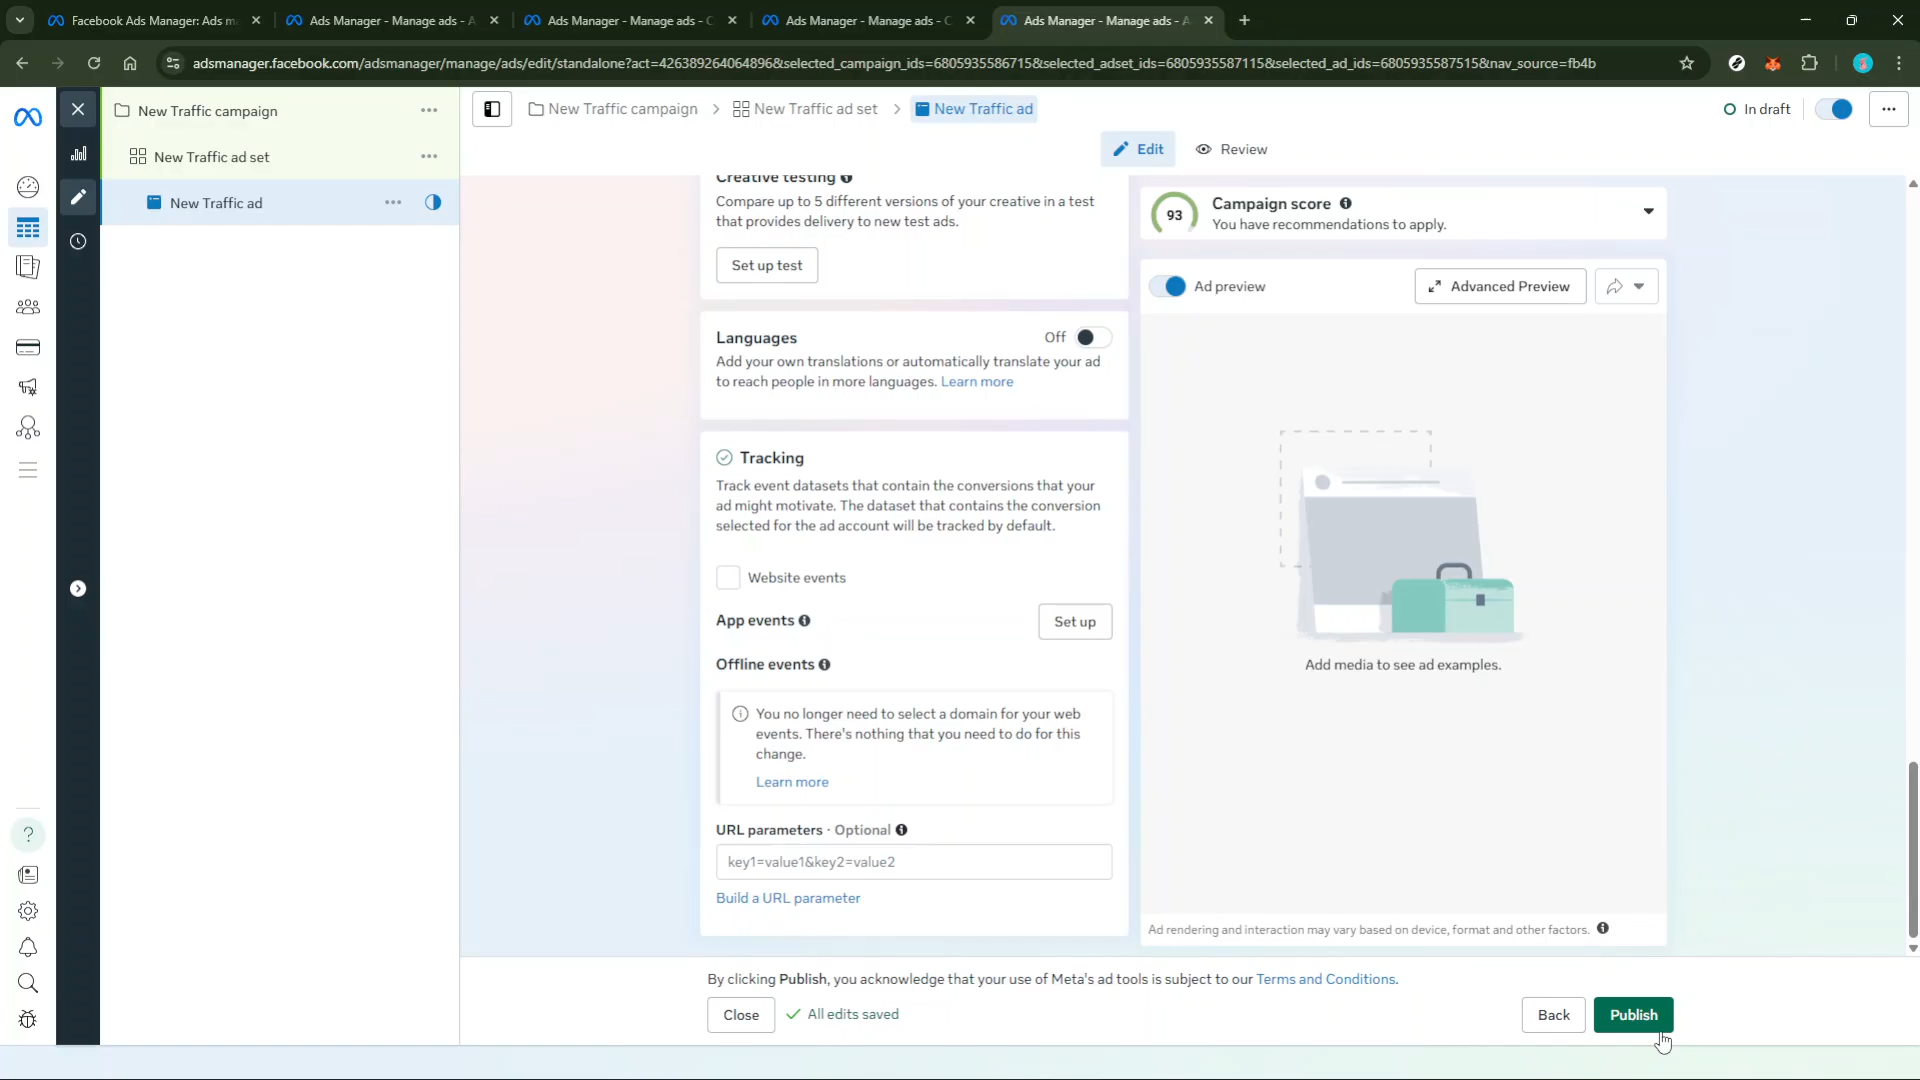 Facebook Ads Manager: Ads m
Ads Manager - Manage ads - A
Ads Manager - Manage ads - C
Ads Manager - Manage ads - C
Ads Manager - Manage ads - A
adsmanager.facebook.com/adsmanager/manage/ads/edit/standalone?act=426389264064896&selected_campaign_ids=6805935586715&selected_adset_ids=6805935587115&selected_ad_ids=6805935587515&nav_source=fb4b
New Traffic campaign
New Traffic ad set
New Traffic ad
New Traffic campaign > New Traffic ad set > New Traffic ad
In draft
Edit
Review
Creative testing
Compare up to 5 different versions of your creative in a test
that provides delivery to new test ads.
Set up test
Languages
Off
Add your own translations or automatically translate your ad
to reach people in more languages. Learn more
Tracking
Track event datasets that contain the conversions that your
ad might motivate. The dataset that contains the conversion
selected for the ad account will be tracked by default.
Website events
App events
Set up
Offline events
You no longer need to select a domain for your web
events. There's nothing that you need to do for this
change.
Learn more
URL parameters · Optional
key1=value1&key2=value2
Build a URL parameter
93
Campaign score
You have recommendations to apply.
Ad preview
Advanced Preview
Add media to see ad examples.
Ad rendering and interaction may vary based on device, format and other factors.
By clicking Publish, you acknowledge that your use of Meta's ad tools is subject to our Terms and Conditions.
Close
All edits saved
Back
Publish